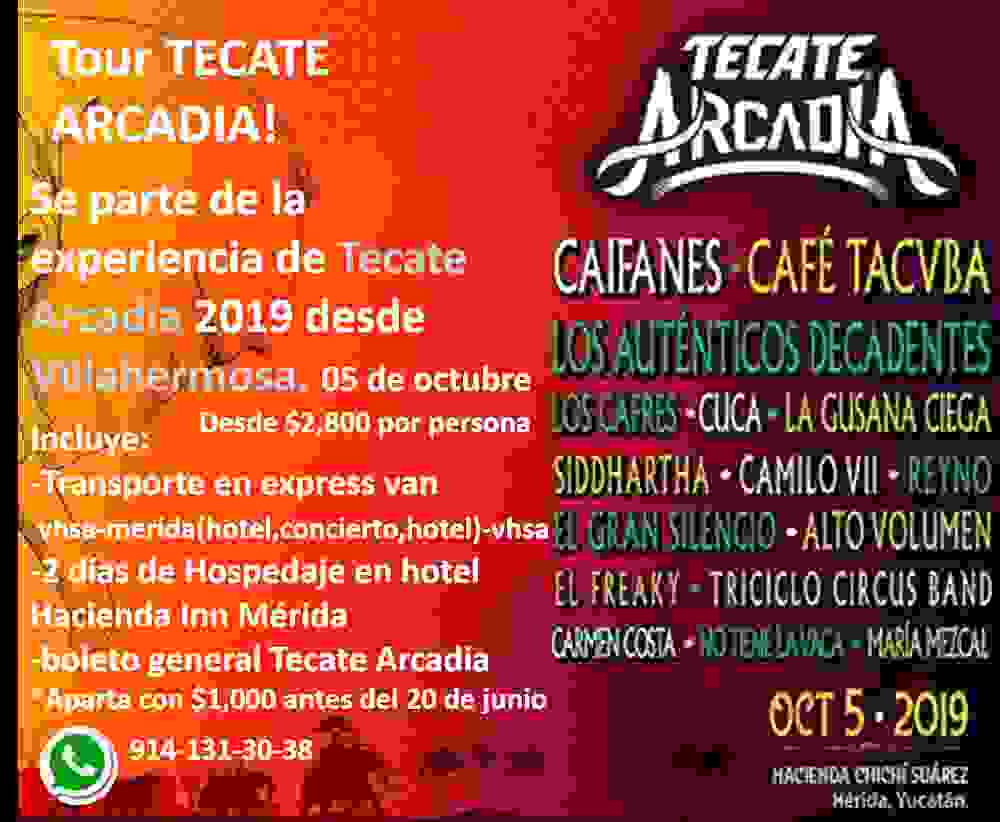 Tour TECATE
ARCADIA!
Se parte de la
experiencia de Tecate
Arcadia 2019 desde
Villahermosa. 05 de octubre
Desde $2,800 por persona
Incluye:
-Transporte en express van
vhsa-merida(hotel,concierto,hotel)-vhsa
-2 dias de Hospedaje en hotel
Hacienda Inn Mérida
-boleto general Tecate Arcadia
*Aparta con $1,000 antes del 20 de junio
914-131-30-38
TECATE
ARCADIA
CAIFANES · CAFÉ TACVBA
LOS AUTÉNTICOS DECADENTES
LOS CAFRES · CUCA · LA GUSANA CIEGA
SIDDHARTHA · CAMILO VII · REYNO
EL GRAN SILENCIO · ALTO VOLUMEN
EL FREAKY · TRICICLO CIRCUS BAND
CARMEN COSTA · NO TIENE LA VACA · MARÍA MEZCAL
OCT 5 · 2019
HACIENDA CHICHÍ SUÁREZ
Mérida, Yucatán.